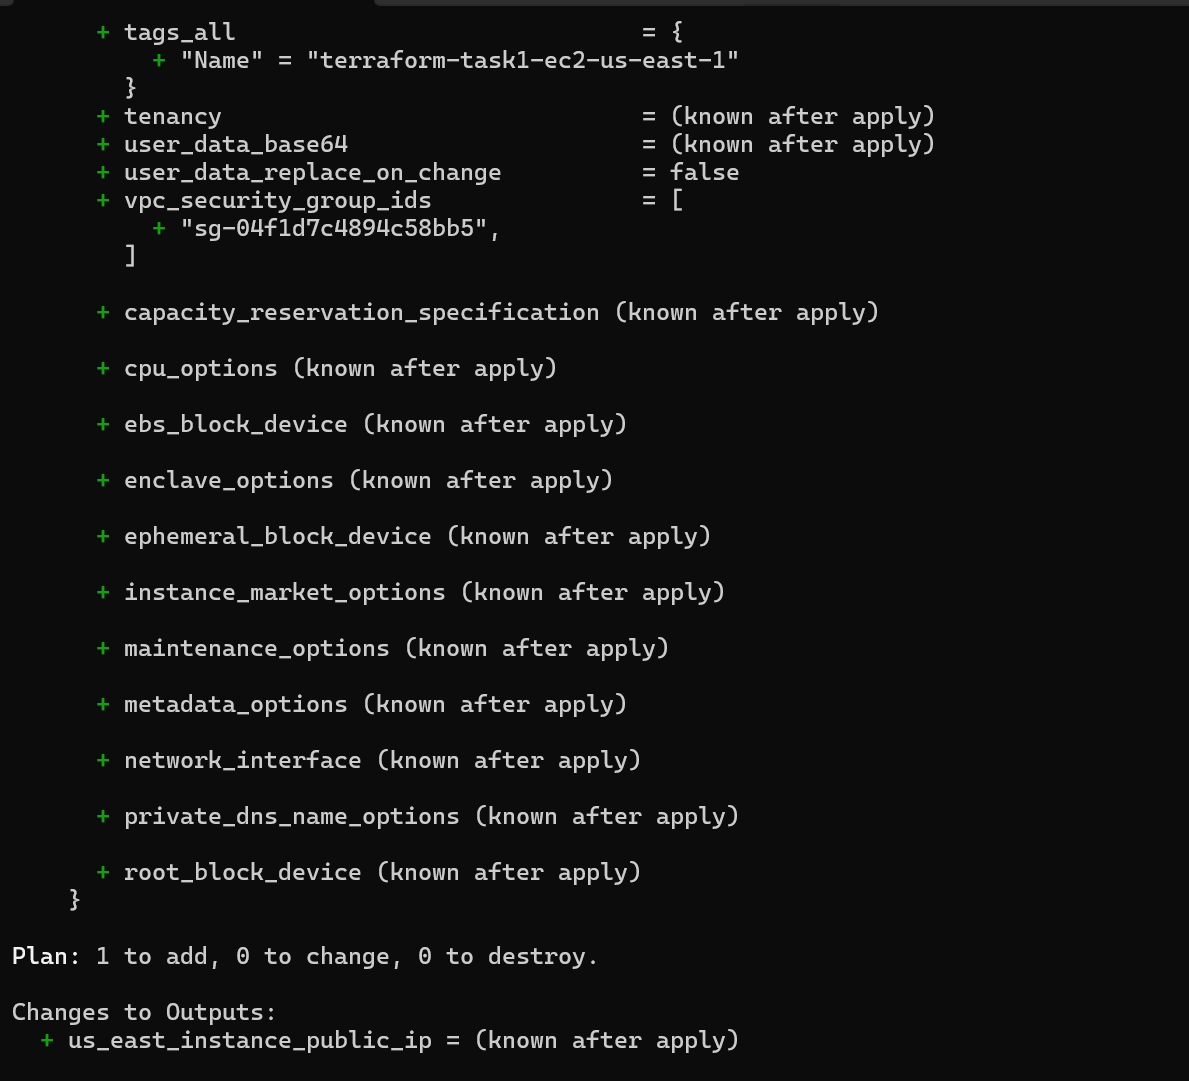 + tags_all = {
+ "Name" = "terraform-task1-ec2-us-east-1"
}
+ tenancy = (known after apply)
+ user_data_base64 = (known after apply)
+ user_data_replace_on_change = false
+ vpc_security_group_ids = [
+ "sg-04f1d7c4894c58bb5",
]
+ capacity_reservation_specification (known after apply)
+ cpu_options (known after apply)
+ ebs_block_device (known after apply)
+ enclave_options (known after apply)
+ ephemeral_block_device (known after apply)
+ instance_market_options (known after apply)
+ maintenance_options (known after apply)
+ metadata_options (known after apply)
+ network_interface (known after apply)
+ private_dns_name_options (known after apply)
+ root_block_device (known after apply)
}
Plan: 1 to add, 0 to change, 0 to destroy.
Changes to Outputs:
+ us_east_instance_public_ip = (known after apply)